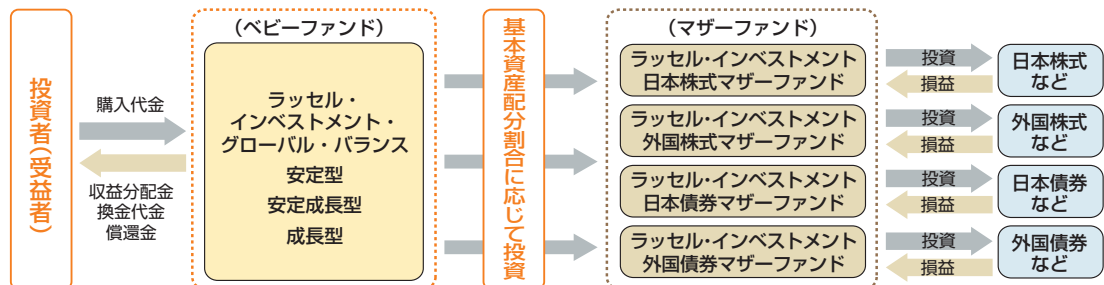 投資者(受益者)
購入代金
収益分配金
換金代金
償還金
(ベビーファンド)
ラッセル・
インベストメント・
グローバル・バランス
安定型
安定成長型
成長型
基本資産配分割合に応じて投資
(マザーファンド)
ラッセル・インベストメント
日本株式マザーファンド
投資
損益
日本株式
など
ラッセル・インベストメント
外国株式マザーファンド
投資
損益
外国株式
など
ラッセル・インベストメント
日本債券マザーファンド
投資
損益
日本債券
など
ラッセル・インベストメント
外国債券マザーファンド
投資
損益
外国債券
など